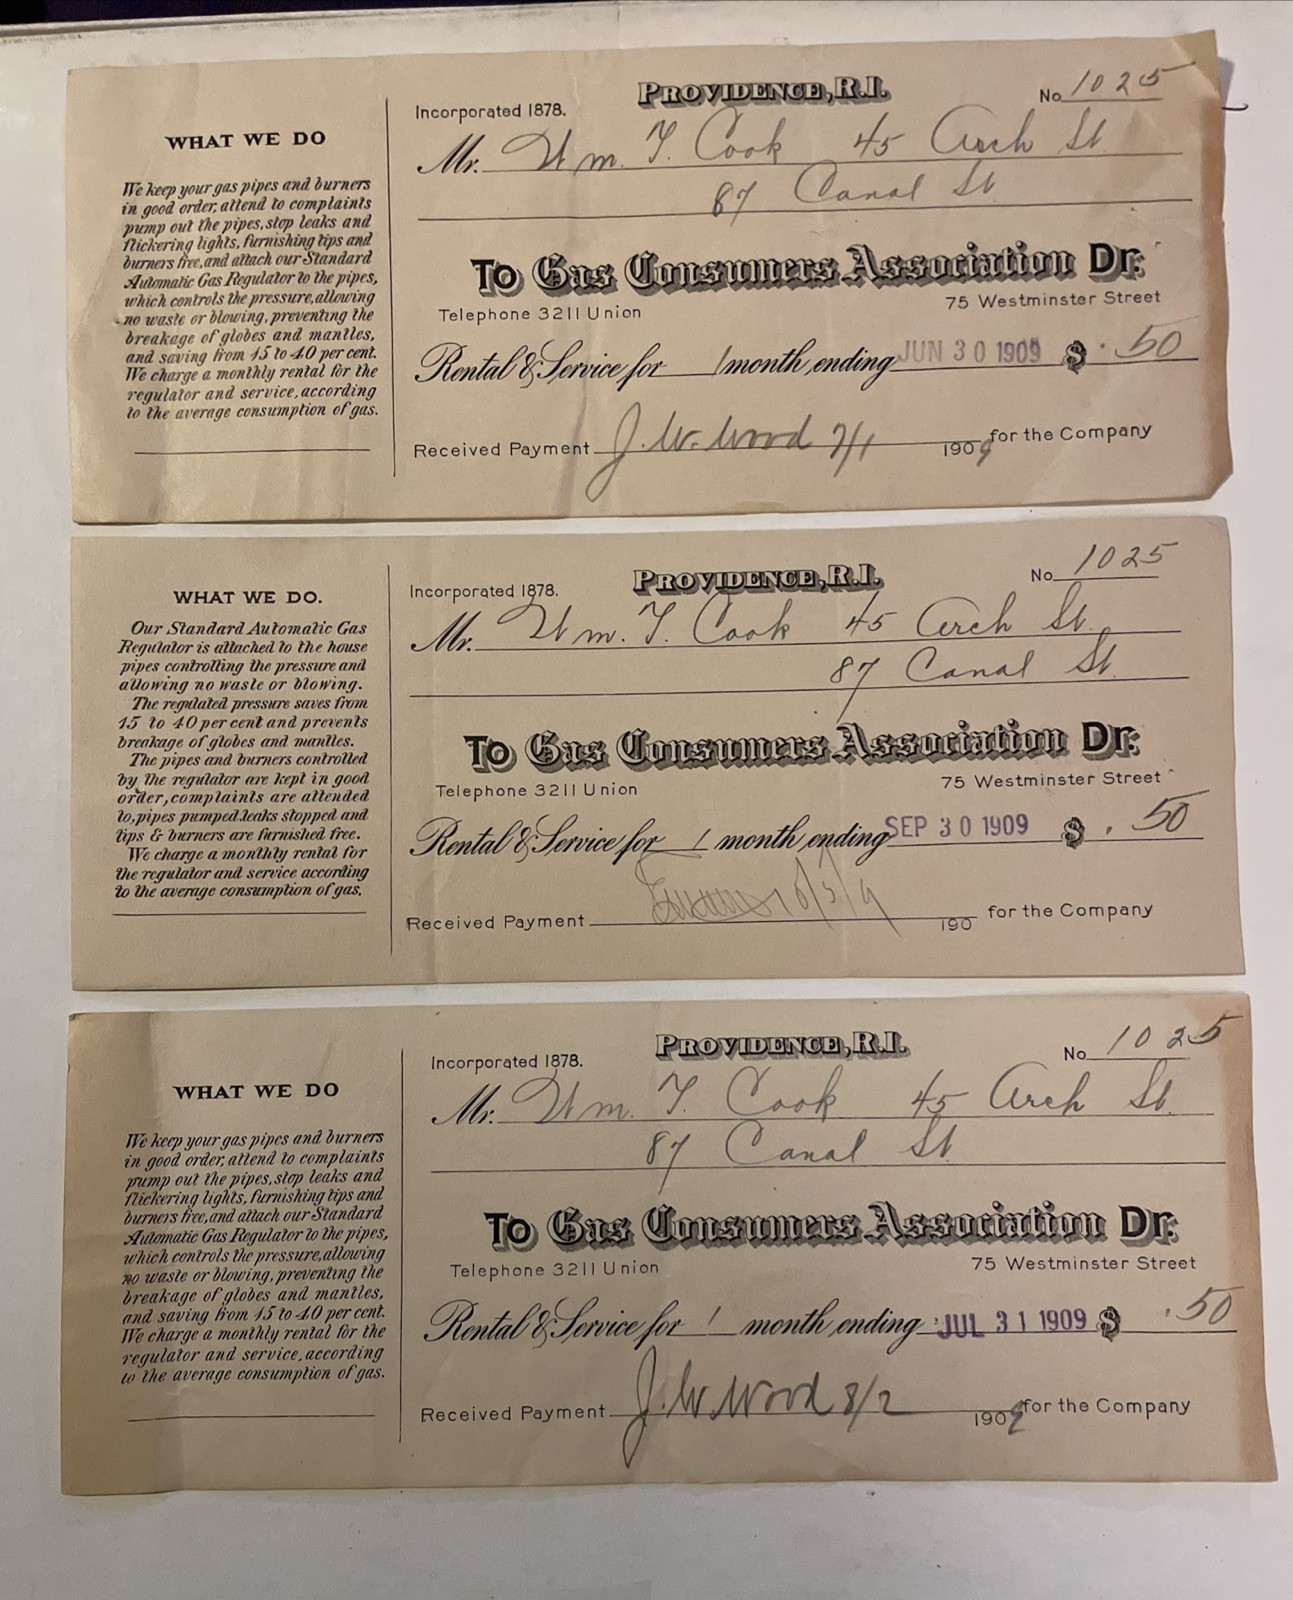 WHAT WE DO
We keep your gas pipes and burners
in good order, attend to complaints
pump out the pipes, stop leaks and
flickering lights, furnishing tips and
burners free, and attach our Standard
Automatic Gas Regulator to the pipes,
which controls the pressure, allowing
no waste or blowing, preventing the
breakage of globes and mantles,
and saving from 15 to 40 per cent.
We charge a monthly rental for the
regulator and service, according
to the average consumption of gas.
Incorporated 1878.
PROVIDENCE, R.I.
No 1025
Mr. Wm. T. Cook 45 Arch St
87 Canal St
To Gas Consumers Association Dr.
Telephone 3211 Union
75 Westminster Street
Rental & Service for 1 month ending JUN 30 1909 $ .50
Received Payment J. W. Wood 7/1 1909 for the Company
WHAT WE DO.
Our Standard Automatic Gas
Regulator is attached to the house
pipes controlling the pressure and
allowing no waste or blowing.
The regulated pressure saves from
15 to 40 per cent and prevents
breakage of globes and mantles.
The pipes and burners controlled
by the regulator are kept in good
order, complaints are attended
to, pipes pumped. leaks stopped and
tips & burners are furnished free.
We charge a monthly rental for
the regulator and service according
to the average consumption of gas.
Incorporated 1878.
PROVIDENCE, R.I.
No 1025
Mr. Wm. T. Cook 45 Arch St.
87 Canal St.
To Gas Consumers Association Dr.
Telephone 3211 Union
75 Westminster Street
Rental & Service for 1 month ending SEP 30 1909 $ .50
Received Payment 190 for the Company
WHAT WE DO
We keep your gas pipes and burners
in good order, attend to complaints
pump out the pipes, stop leaks and
flickering lights, furnishing tips and
burners free, and attach our Standard
Automatic Gas Regulator to the pipes,
which controls the pressure, allowing
no waste or blowing, preventing the
breakage of globes and mantles,
and saving from 15 to 40 per cent.
We charge a monthly rental for the
regulator and service, according
to the average consumption of gas.
Incorporated 1878.
PROVIDENCE, R.I.
No 1025
Mr. Wm. T. Cook 45 Arch St.
87 Canal St
To Gas Consumers Association Dr.
Telephone 3211 Union
75 Westminster Street
Rental & Service for 1 month ending JUL 31 1909 $ .50
Received Payment J. W. Wood 8/2 1909 for the Company